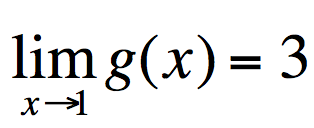 lim g(x) = 3
x→1